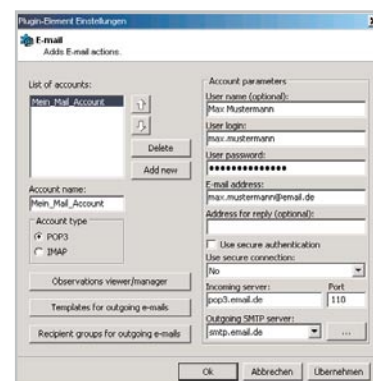 Plugin-Element Einstellungen
E-mail
Adds E-mail actions.
List of accounts:
Mein_Mail_Account
Delete
Add new
Account name:
Mein_Mail_Account
Account type
POP3
IMAP
Observations viewer/manager
Templates for outgoing e-mails
Recipient groups for outgoing e-mails
Account parameters
User name (optional):
Max Mustermann
User login:
max.mustermann
User password:
••••••••••••••
E-mail address:
max.mustermann@email.de
Address for reply (optional):
Use secure authentication
Use secure connection:
No
Incoming server:
Port
pop3.email.de
110
Outgoing SMTP server:
smtp.email.de
...
Ok
Abbrechen
Übernehmen